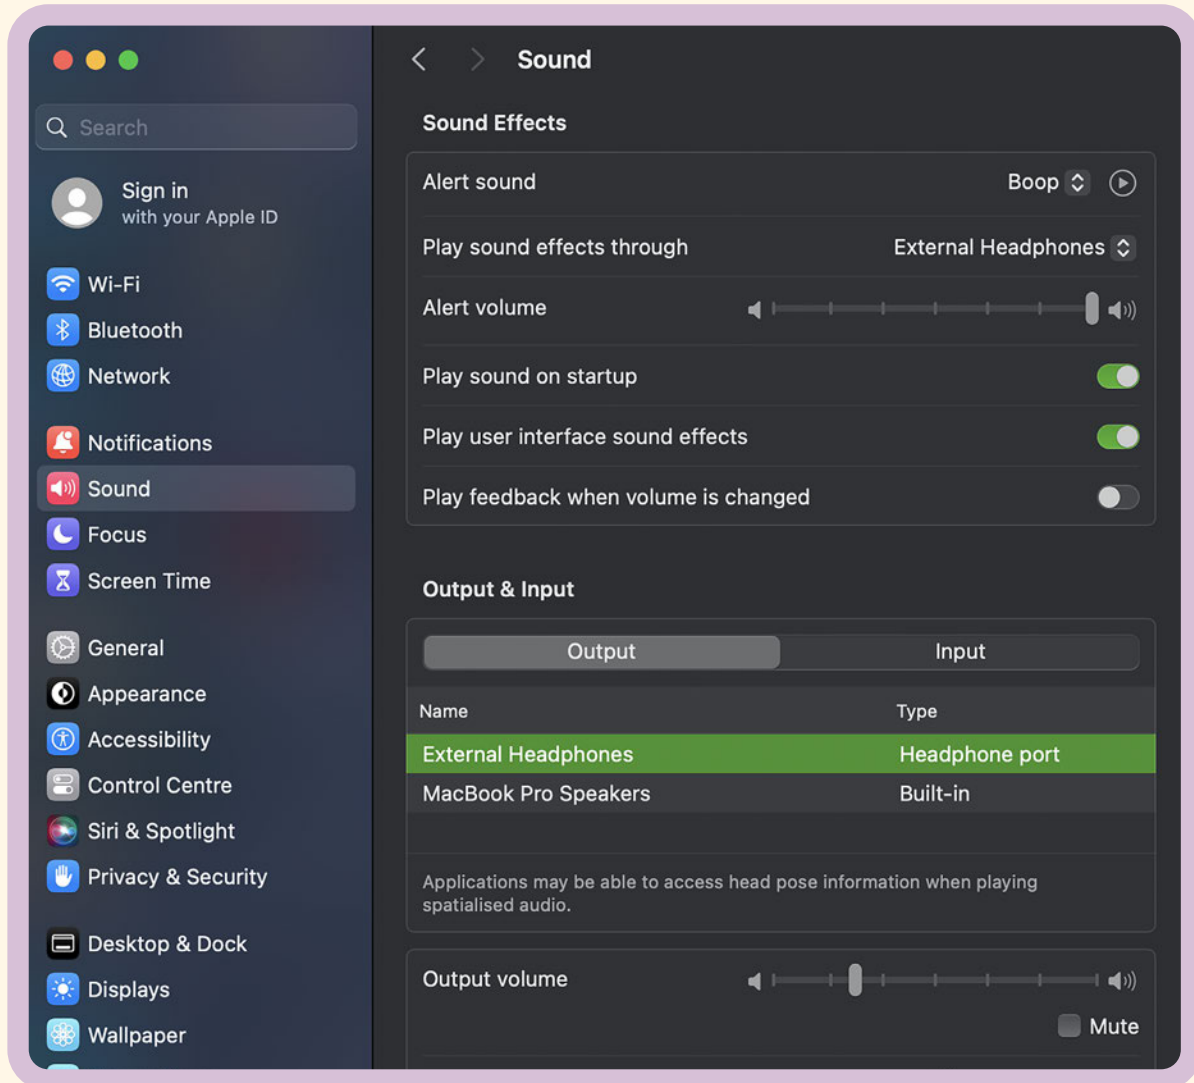 Search
Sign in
with your Apple ID
Wi-Fi
Bluetooth
Network
Notifications
Sound
Focus
Screen Time
General
Appearance
Accessibility
Control Centre
Siri & Spotlight
Privacy & Security
Desktop & Dock
Displays
Wallpaper
Sound
Sound Effects
Alert sound Boop
Play sound effects through External Headphones
Alert volume
Play sound on startup
Play user interface sound effects
Play feedback when volume is changed
Output & Input
Output Input
Name Type
External Headphones Headphone port
MacBook Pro Speakers Built-in
Applications may be able to access head pose information when playing
spatialised audio.
Output volume
Mute